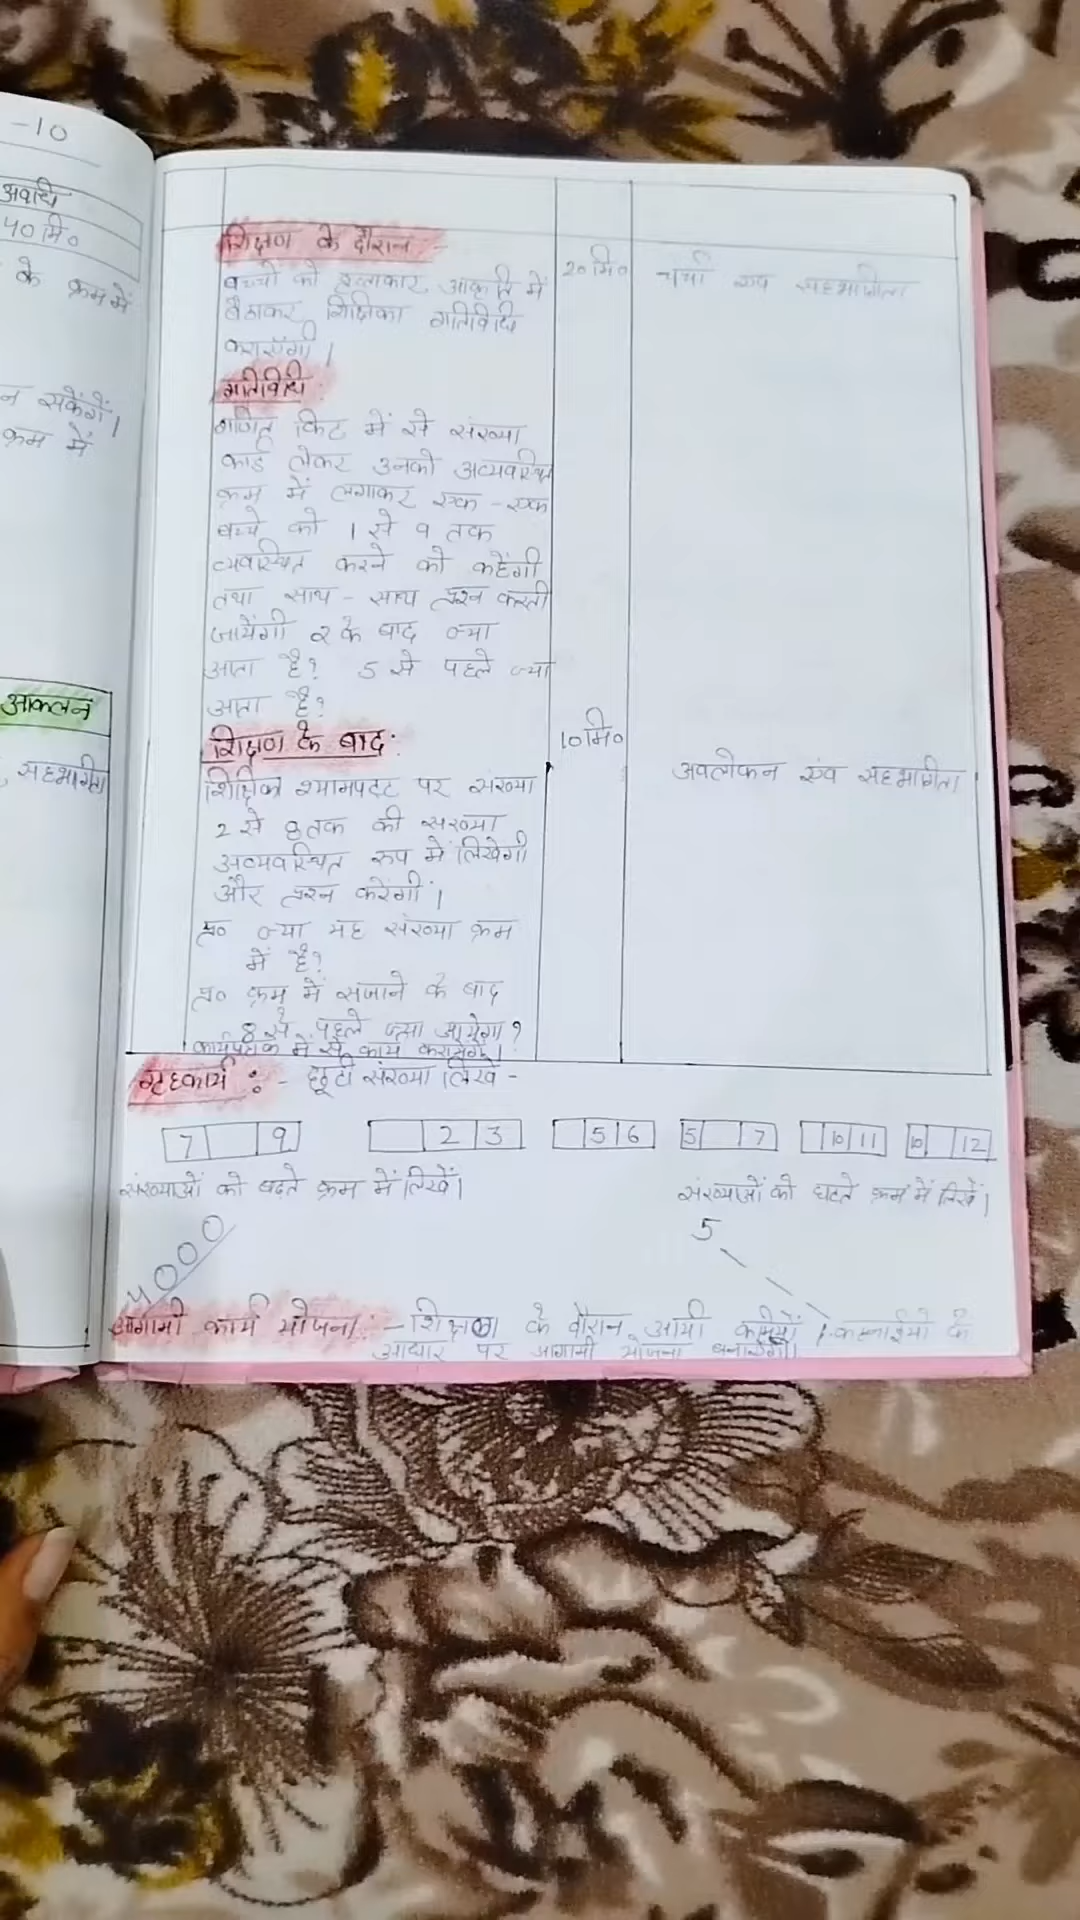 -10
अवधि
40 मि०
के क्रम में
न सकेंगे।
क्रम में
आकलन
, सहभागिता
शिक्षण के दौरान :-
बच्चों को वृत्ताकार आकृति में
बैठाकर शिक्षिका गतिविधि
कराएंगी।
20 मि०
चर्चा एवं सहभागिता
गतिविधि :
गणित किट में से संख्या
कार्ड लेकर उनको अव्यवस्थित
क्रम में लगाकर एक - एक
बच्चे को 1 से 9 तक
व्यवस्थित करने को कहेंगी
तथा साथ - साथ प्रश्न करती
जायेंगी 2 के बाद क्या
आता है? 5 से पहले क्या
आता है?
शिक्षण के बाद:
10 मि०
अवलोकन एंव सहभागिता
शिक्षिका श्यामपट्ट पर संख्या
2 से 8 तक की संख्या
अव्यवस्थित रूप में लिखेगी
और प्रश्न करेंगी।
प्र० क्या यह संख्या क्रम
में है?
प्र० क्रम में सजाने के बाद
8 से पहले क्या आयेगा?
कार्यपत्रक में से कार्य कराएंगे।
गृहकार्य :- छूटी संख्या लिखें -
7 9 2 3 5 6 5 7 10 11 10 12
संख्याओं को बढ़ते क्रम में लिखें।
संख्याओं को घटते क्रम में लिखें।
5
आगामी कार्य योजना :- शिक्षण के दौरान आयी कमियों / कठनाईयों के
आधार पर आगामी योजना बनाएंगी।